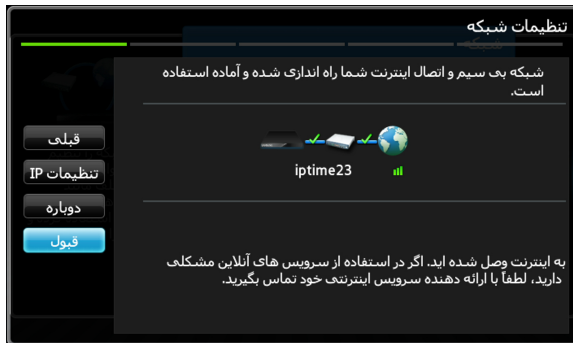 تنظیمات شبکه
شبکه
شبکه بی سیم و اتصال اینترنت شما راه اندازی شده و آماده استفاده
است.
iptime23
قبلی
تنظیمات IP
دوباره
قبول
به اینترنت وصل شده اید. اگر در استفاده از سرویس های آنلاین مشکلی
دارید، لطفاً با ارائه دهنده سرویس اینترنتی خود تماس بگیرید.